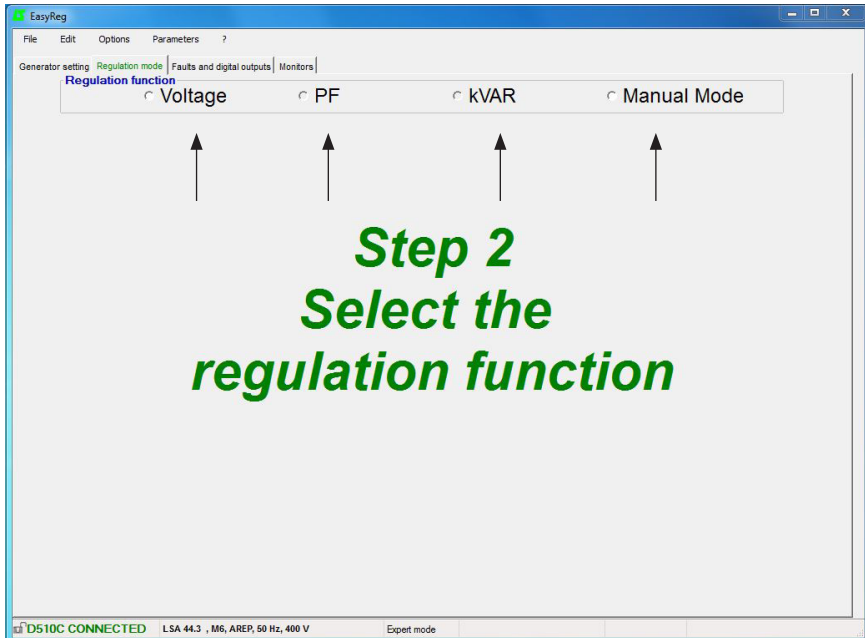 EasyReg
File Edit Options Parameters ?
Generator setting Regulation mode Faults and digital outputs Monitors
Regulation function
Voltage PF kVAR Manual Mode
Step 2
Select the
regulation function
D510C CONNECTED LSA 44.3 , M6, AREP, 50 Hz, 400 V Expert mode